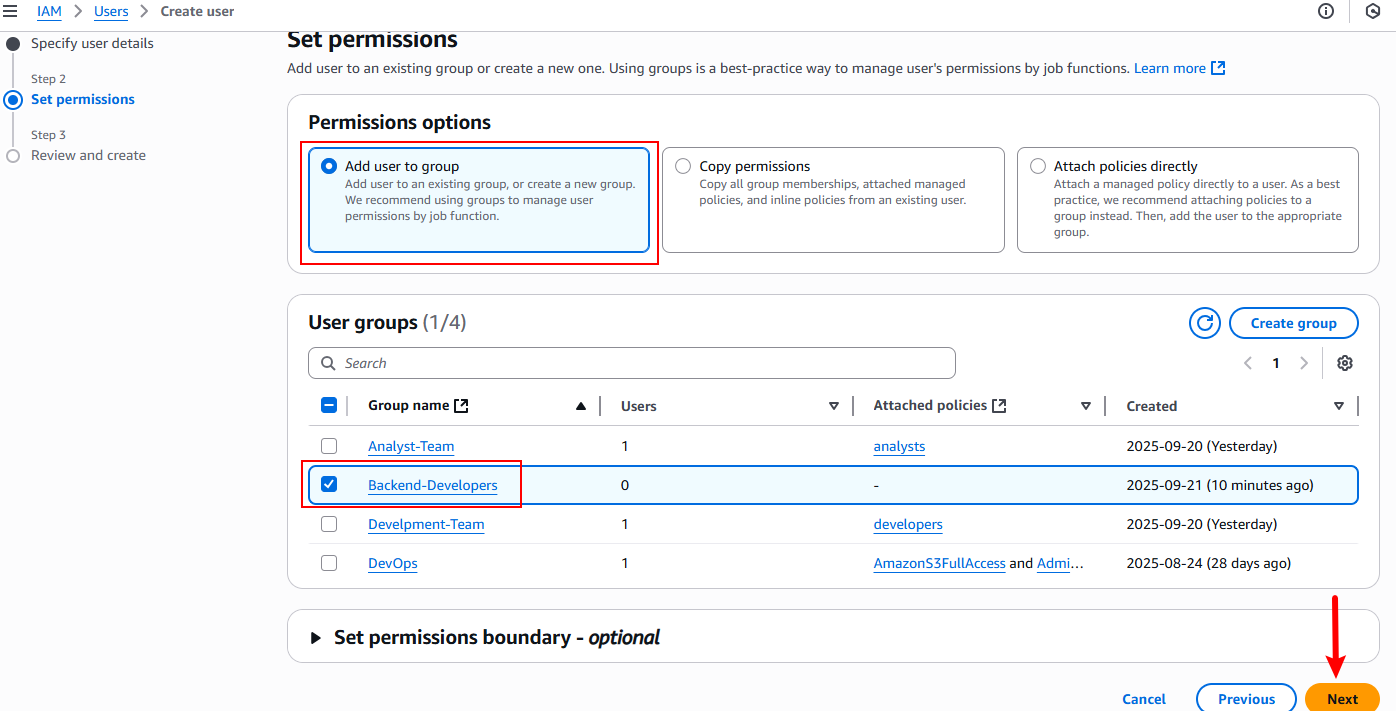 IAM > Users > Create user
Specify user details
Step 2
Set permissions
Step 3
Review and create
Set permissions
Add user to an existing group or create a new one. Using groups is a best-practice way to manage user's permissions by job functions. Learn more
Permissions options
Add user to group
Add user to an existing group, or create a new group.
We recommend using groups to manage user
permissions by job function.
Copy permissions
Copy all group memberships, attached managed
policies, and inline policies from an existing user.
Attach policies directly
Attach a managed policy directly to a user. As a best
practice, we recommend attaching policies to a
group instead. Then, add the user to the appropriate
group.
User groups (1/4)
Create group
Search
1
Group name Users Attached policies Created
Analyst-Team 1 analysts 2025-09-20 (Yesterday)
Backend-Developers 0 - 2025-09-21 (10 minutes ago)
Develpment-Team 1 developers 2025-09-20 (Yesterday)
DevOps 1 AmazonS3FullAccess and Admi... 2025-08-24 (28 days ago)
Set permissions boundary - optional
Cancel Previous Next